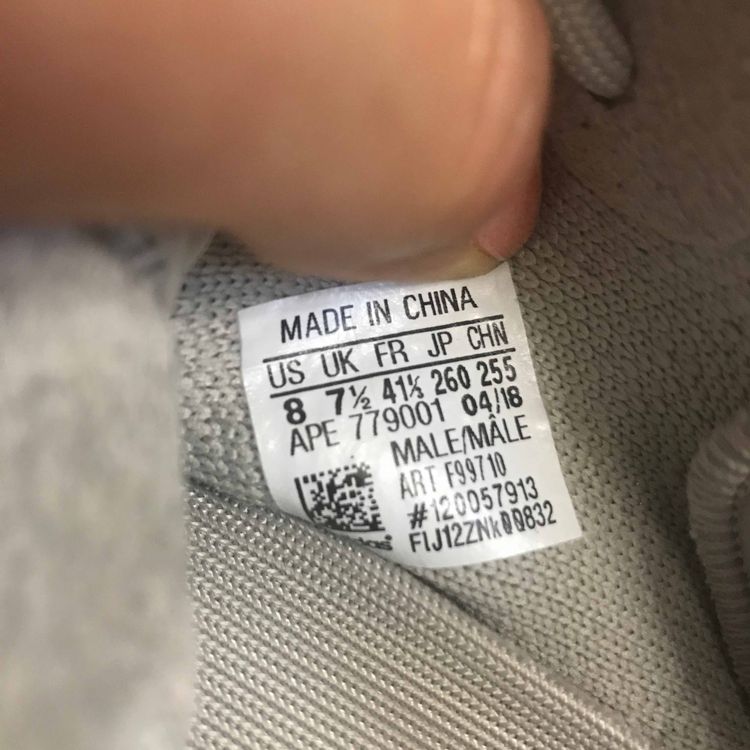 MADE IN CHINA
US UK FR JP CHN
8 7½ 41⅓ 260 255
APE 779001 04/18
MALE/MÂLE
ART F99710
#120057913